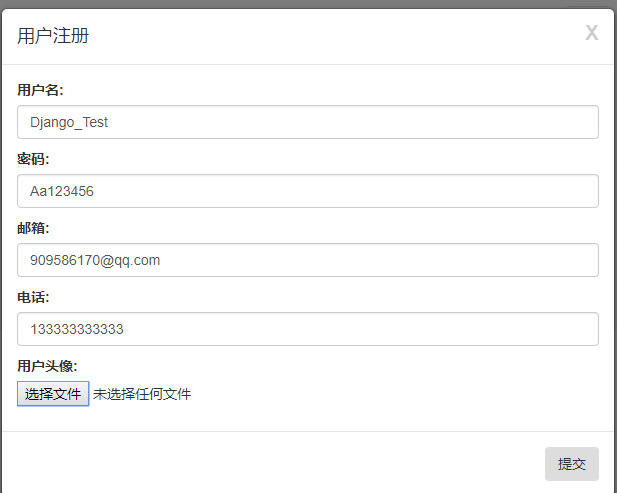 用户注册 X
用户名:
Django_Test
密码:
Aa123456
邮箱:
909586170@qq.com
电话:
133333333333
用户头像:
选择文件 未选择任何文件
提交